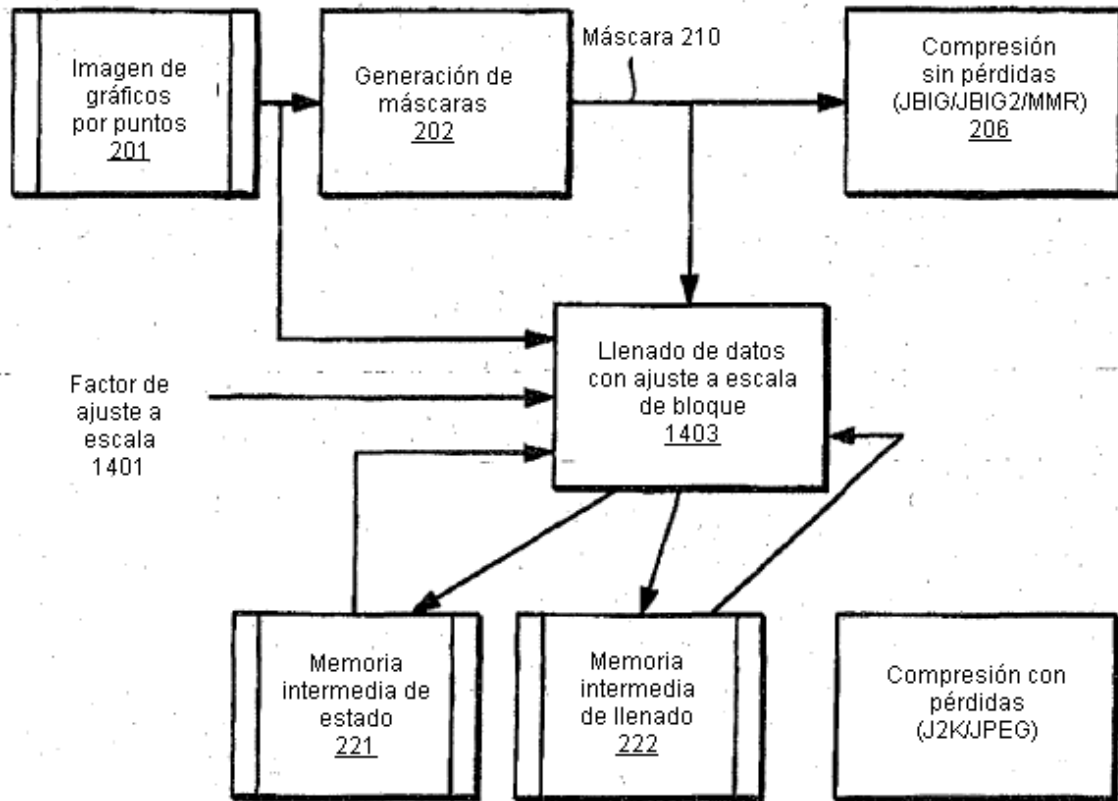 Imagen de
gráficos
por puntos
201
Generación de
máscaras
202
Máscara 210
Compresión
sin pérdidas
(JBIG/JBIG2/MMR)
206
Factor de
ajuste a
escala
1401
Llenado de datos
con ajuste a escala
de bloque
1403
Memoria
intermedia de
estado
221
Memoria
intermedia
de llenado
222
Compresión con
pérdidas
(J2K/JPEG)